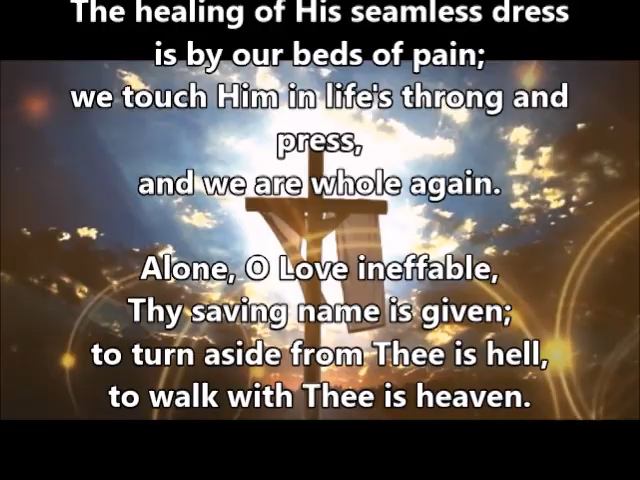 The healing of His seamless dress
is by our beds of pain;
we touch Him in life's throng and
press,
and we are whole again.
Alone, O Love ineffable,
Thy saving name is given;
to turn aside from Thee is hell,
to walk with Thee is heaven.